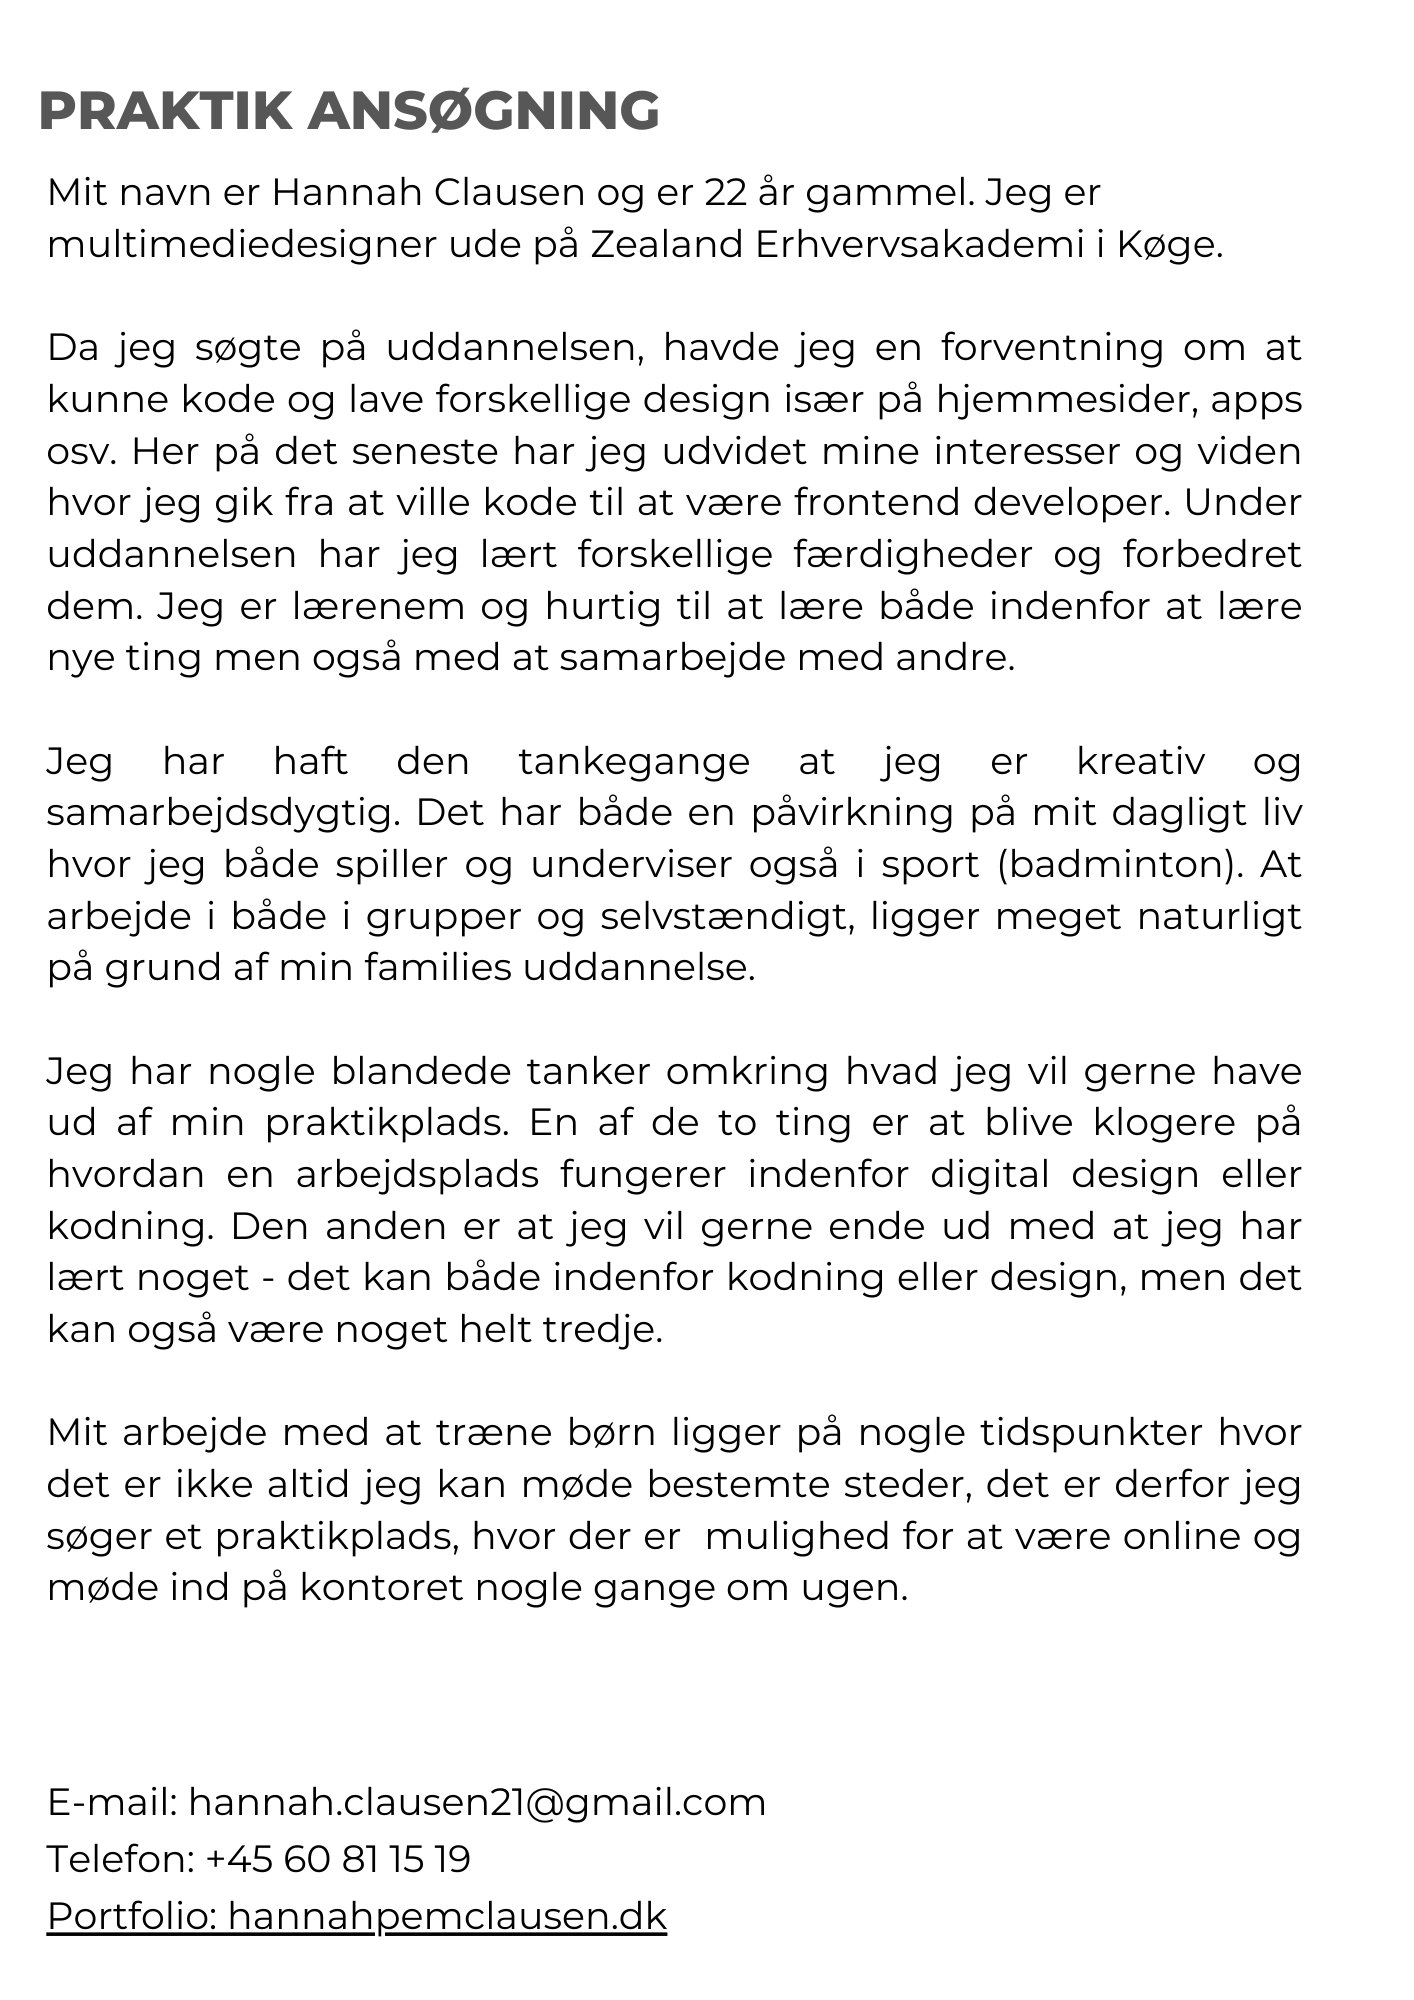 PRAKTIK ANSØGNING
Mit navn er Hannah Clausen og er 22 år gammel. Jeg er
multimediedesigner ude på Zealand Erhvervsakademi i Køge.
Da jeg søgte på uddannelsen, havde jeg en forventning om at
kunne kode og lave forskellige design især på hjemmesider, apps
osv. Her på det seneste har jeg udvidet mine interesser og viden
hvor jeg gik fra at ville kode til at være frontend developer. Under
uddannelsen har jeg lært forskellige færdigheder og forbedret
dem. Jeg er lærenem og hurtig til at lære både indenfor at lære
nye ting men også med at samarbejde med andre.
Jeg har haft den tankegange at jeg er kreativ og
samarbejdsdygtig. Det har både en påvirkning på mit dagligt liv
hvor jeg både spiller og underviser også i sport (badminton). At
arbejde i både i grupper og selvstændigt, ligger meget naturligt
på grund af min families uddannelse.
Jeg har nogle blandede tanker omkring hvad jeg vil gerne have
ud af min praktikplads. En af de to ting er at blive klogere på
hvordan en arbejdsplads fungerer indenfor digital design eller
kodning. Den anden er at jeg vil gerne ende ud med at jeg har
lært noget - det kan både indenfor kodning eller design, men det
kan også være noget helt tredje.
Mit arbejde med at træne børn ligger på nogle tidspunkter hvor
det er ikke altid jeg kan møde bestemte steder, det er derfor jeg
søger et praktikplads, hvor der er  mulighed for at være online og
møde ind på kontoret nogle gange om ugen.
E-mail: hannah.clausen21@gmail.com
Telefon: +45 60 81 15 19
Portfolio: hannahpemclausen.dk